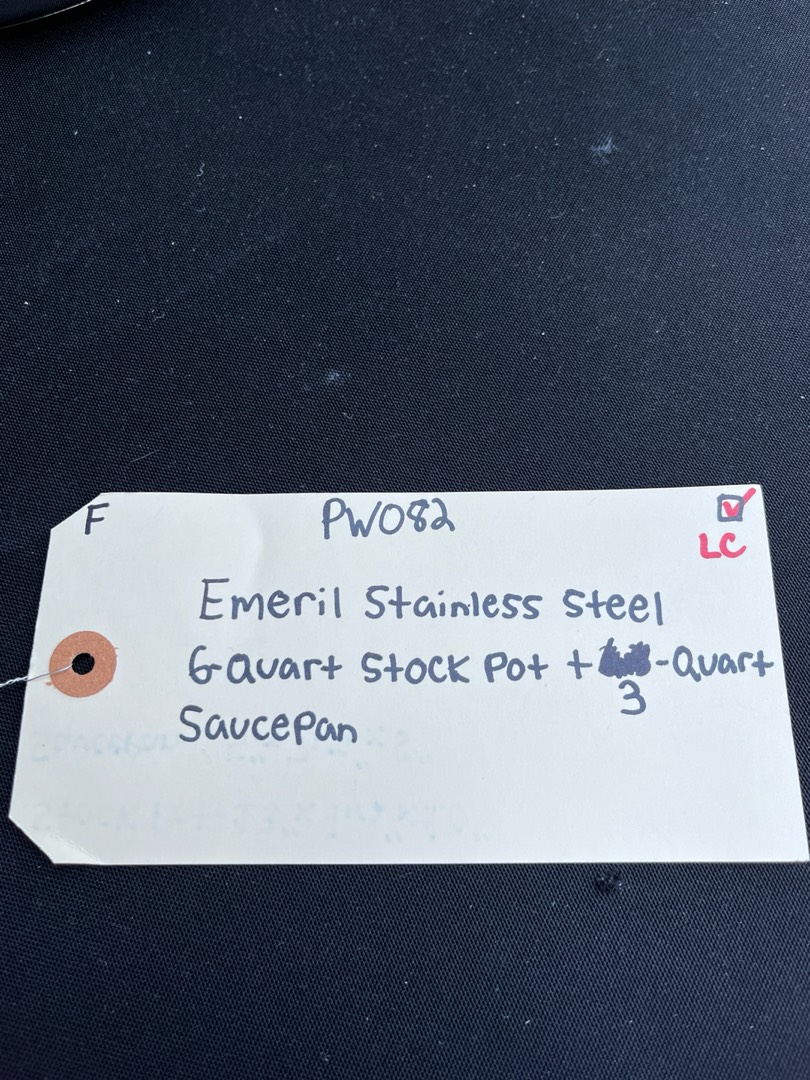 F PW082
LC
Emeril Stainless Steel
6-Quart Stock Pot + -Quart
3
Saucepan